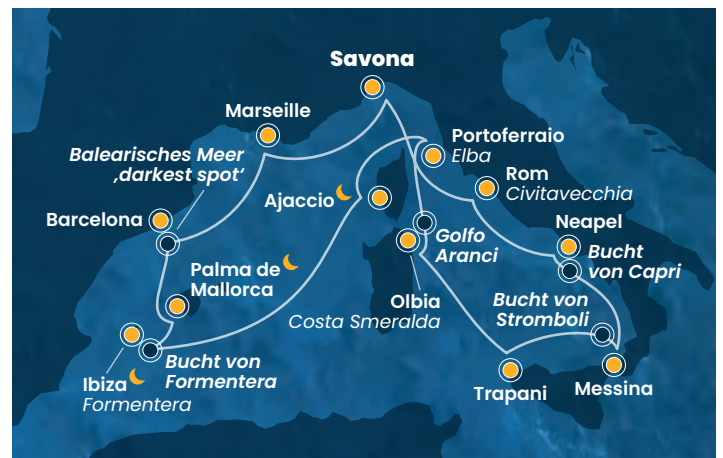 Savona
Marseille
Balearisches Meer
‚darkest spot‘
Portoferraio
Elba
Rom
Civitavecchia
Ajaccio
Barcelona
Golfo
Aranci
Neapel
Bucht
von Capri
Palma de
Mallorca
Olbia
Costa Smeralda
Bucht von
Stromboli
Bucht von
Formentera
Ibiza
Formentera
Trapani
Messina